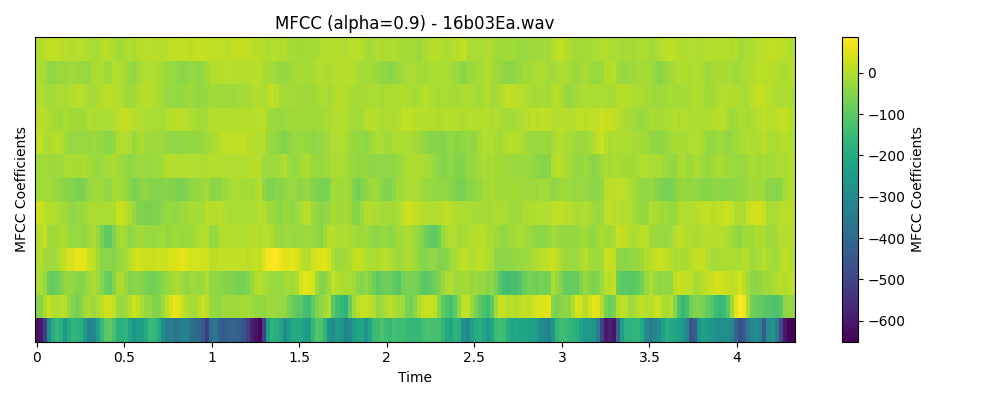 MFCC (alpha=0.9) - 16b03Ea.wav
MFCC Coefficients
0 0.5 1 1.5 2 2.5 3 3.5 4
Time
0
−100
−200
−300
−400
−500
−600
MFCC Coefficients